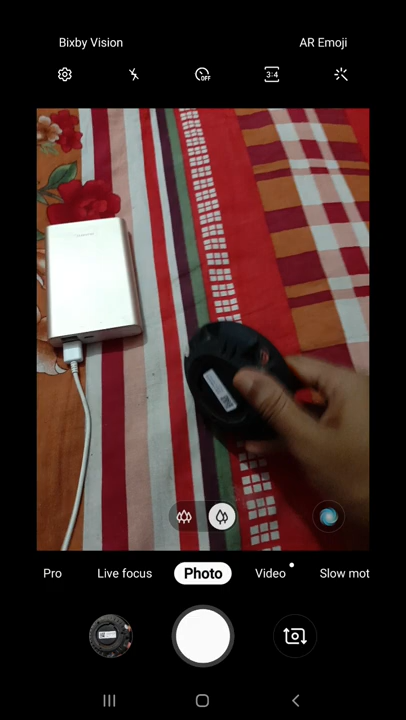 Bixby Vision
AR Emoji
OFF
3:4
Pro
Live focus
Photo
Video
Slow mot